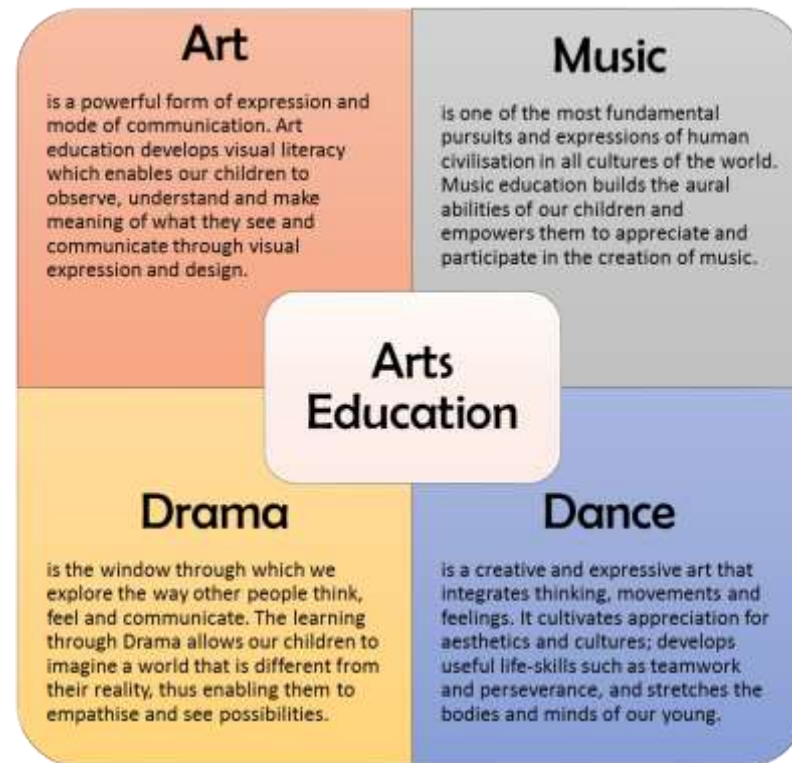 Art
is a powerful form of expression and
mode of communication. Art
education develops visual literacy
which enables our children to
observe, understand and make
meaning of what they see and
communicate through visual
expression and design.
Music
is one of the most fundamental
pursuits and expressions of human
civilisation in all cultures of the world.
Music education builds the aural
abilities of our children and
empowers them to appreciate and
participate in the creation of music.
Arts
Education
Drama
is the window through which we
explore the way other people think,
feel and communicate. The learning
through Drama allows our children to
imagine a world that is different from
their reality, thus enabling them to
empathise and see possibilities.
Dance
is a creative and expressive art that
integrates thinking, movements and
feelings. It cultivates appreciation for
aesthetics and cultures; develops
useful life-skills such as teamwork
and perseverance, and stretches the
bodies and minds of our young.